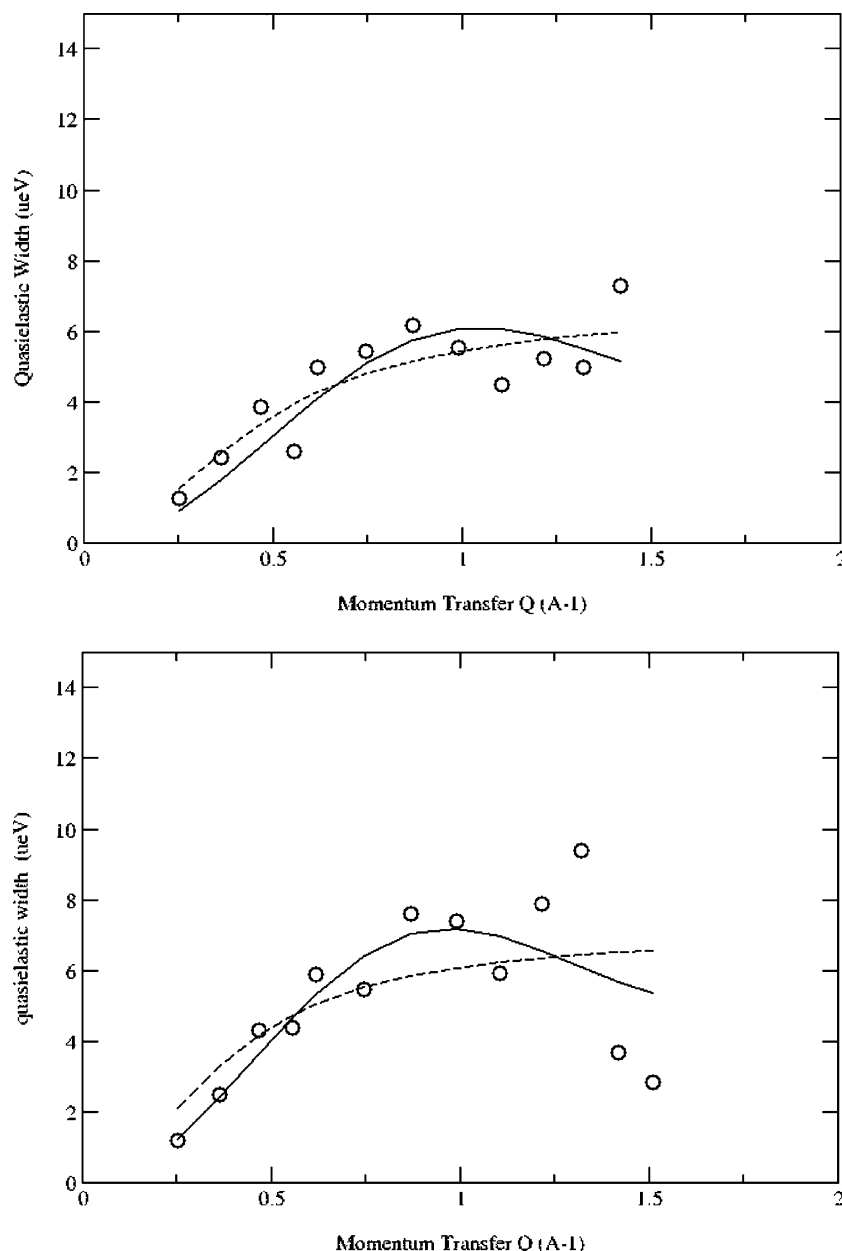 14
12
10
8
6
4
2
0
Quasielastic Width (ueV)
0 0.5 1 1.5 2
Momentum Transfer Q (A-1)
14
12
10
8
6
4
2
0
quasielastic width (ueV)
0 0.5 1 1.5 2
Momentum Transfer Q (A-1)